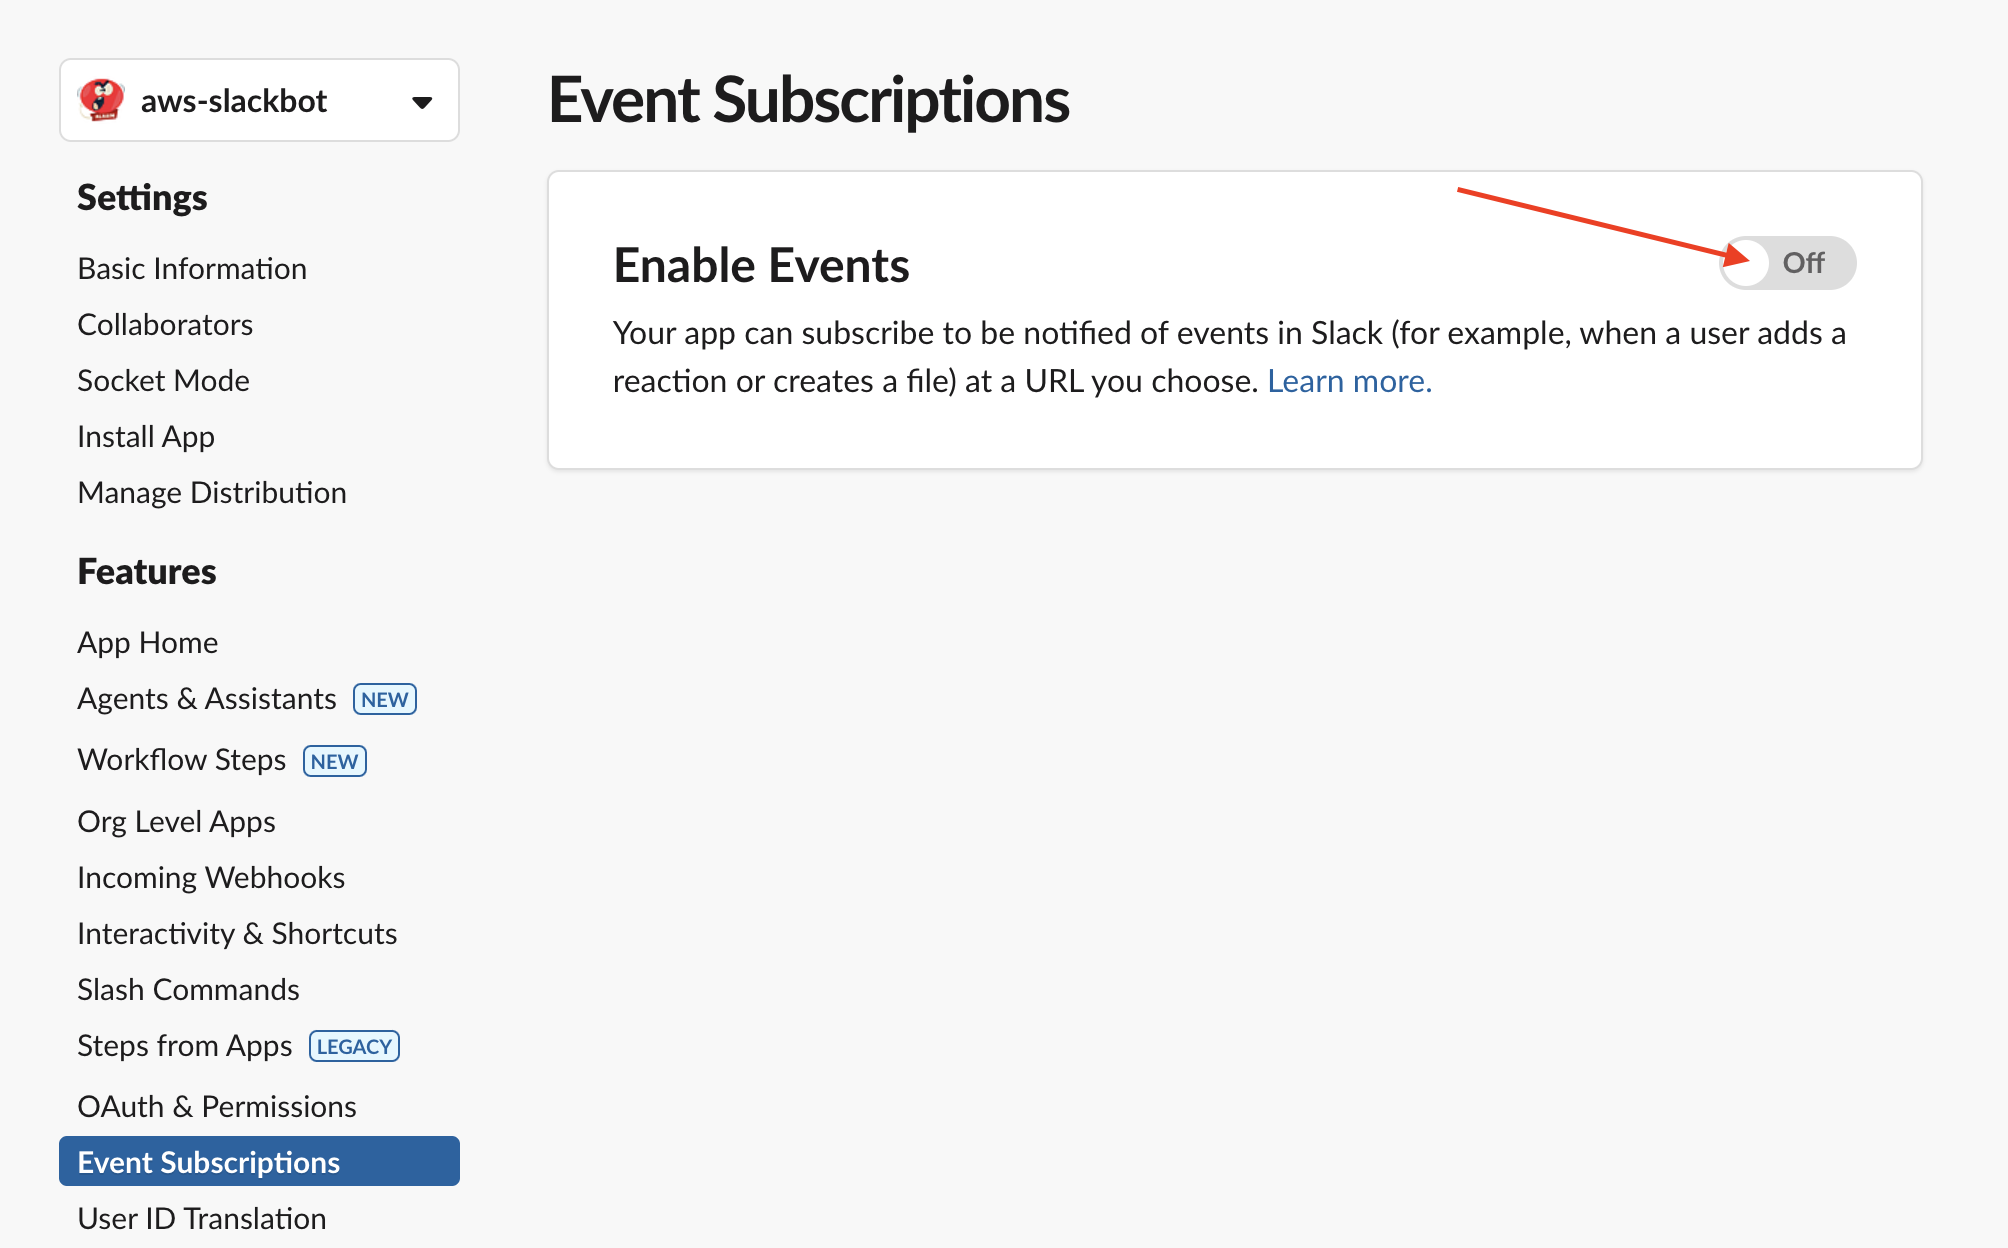 aws-slackbot
Settings
Basic Information
Collaborators
Socket Mode
Install App
Manage Distribution
Features
App Home
Agents & Assistants NEW
Workflow Steps NEW
Org Level Apps
Incoming Webhooks
Interactivity & Shortcuts
Slash Commands
Steps from Apps LEGACY
OAuth & Permissions
Event Subscriptions
User ID Translation
Event Subscriptions
Enable Events
Off
Your app can subscribe to be notified of events in Slack (for example, when a user adds a
reaction or creates a file) at a URL you choose. Learn more.